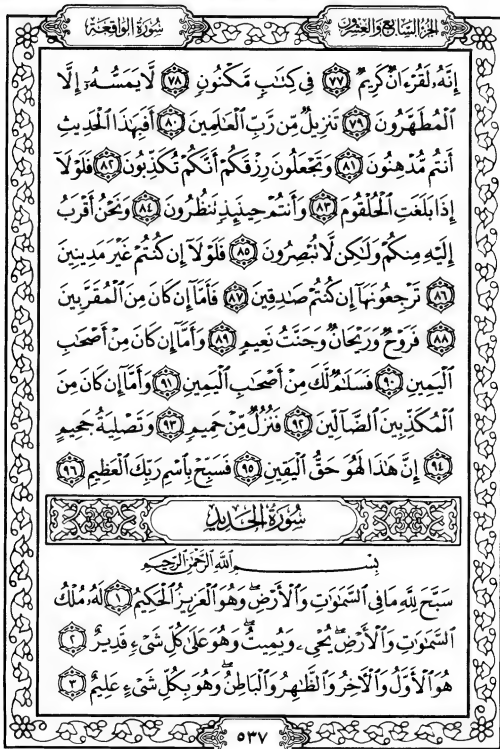 الجزء السابع والعشرون
سورة الواقعة
إِنَّهُۥ لَقُرْءَانٌ كَرِيمٌ ٧٧ فِي كِتَٰبٍ مَّكْنُونٍ ٧٨ لَّا يَمَسُّهُۥٓ إِلَّا
ٱلْمُطَهَّرُونَ ٧٩ تَنزِيلٌ مِّن رَّبِّ ٱلْعَٰلَمِينَ ٨٠ أَفَبِهَٰذَا ٱلْحَدِيثِ
أَنتُم مُّدْهِنُونَ ٨١ وَتَجْعَلُونَ رِزْقَكُمْ أَنَّكُمْ تُكَذِّبُونَ ٨٢ فَلَوْلَآ
إِذَا بَلَغَتِ ٱلْحُلْقُومَ ٨٣ وَأَنتُمْ حِينَئِذٍ تَنظُرُونَ ٨٤ وَنَحْنُ أَقْرَبُ
إِلَيْهِ مِنكُمْ وَلَٰكِن لَّا تُبْصِرُونَ ٨٥ فَلَوْلَآ إِن كُنتُمْ غَيْرَ مَدِينِينَ
٨٦ تَرْجِعُونَهَآ إِن كُنتُمْ صَٰدِقِينَ ٨٧ فَأَمَّآ إِن كَانَ مِنَ ٱلْمُقَرَّبِينَ
٨٨ فَرَوْحٌ وَرَيْحَانٌ وَجَنَّتُ نَعِيمٍ ٨٩ وَأَمَّآ إِن كَانَ مِنْ أَصْحَٰبِ
ٱلْيَمِينِ ٩٠ فَسَلَٰمٌ لَّكَ مِنْ أَصْحَٰبِ ٱلْيَمِينِ ٩١ وَأَمَّآ إِن كَانَ مِنَ
ٱلْمُكَذِّبِينَ ٱلضَّآلِّينَ ٩٢ فَنُزُلٌ مِّنْ حَمِيمٍ ٩٣ وَتَصْلِيَةُ جَحِيمٍ
٩٤ إِنَّ هَٰذَا لَهُوَ حَقُّ ٱلْيَقِينِ ٩٥ فَسَبِّحْ بِٱسْمِ رَبِّكَ ٱلْعَظِيمِ ٩٦
سورة الحديد
بِسْمِ ٱللَّهِ ٱلرَّحْمَٰنِ ٱلرَّحِيمِ
سَبَّحَ لِلَّهِ مَا فِي ٱلسَّمَٰوَٰتِ وَٱلْأَرْضِۖ وَهُوَ ٱلْعَزِيزُ ٱلْحَكِيمُ ١ لَهُۥ مُلْكُ
ٱلسَّمَٰوَٰتِ وَٱلْأَرْضِۖ يُحْيِۦ وَيُمِيتُۖ وَهُوَ عَلَىٰ كُلِّ شَيْءٍ قَدِيرٌ ٢
هُوَ ٱلْأَوَّلُ وَٱلْءَاخِرُ وَٱلظَّٰهِرُ وَٱلْبَاطِنُۖ وَهُوَ بِكُلِّ شَيْءٍ عَلِيمٌ ٣
٥٣٧